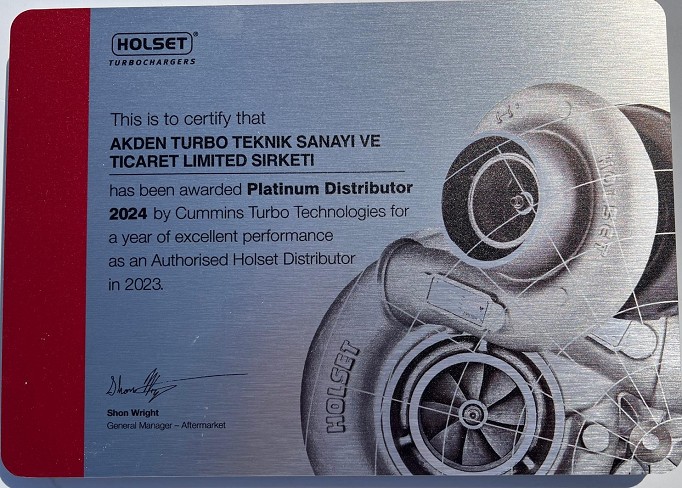 HOLSET®
TURBOCHARGERS
This is to certify that
AKDEN TURBO TEKNIK SANAYI VE
TICARET LIMITED SIRKETI
has been awarded Platinum Distributor
2024 by Cummins Turbo Technologies for
a year of excellent performance
as an Authorised Holset Distributor
in 2023.
Shon Wright
General Manager – Aftermarket
HOLSET
HOLSET